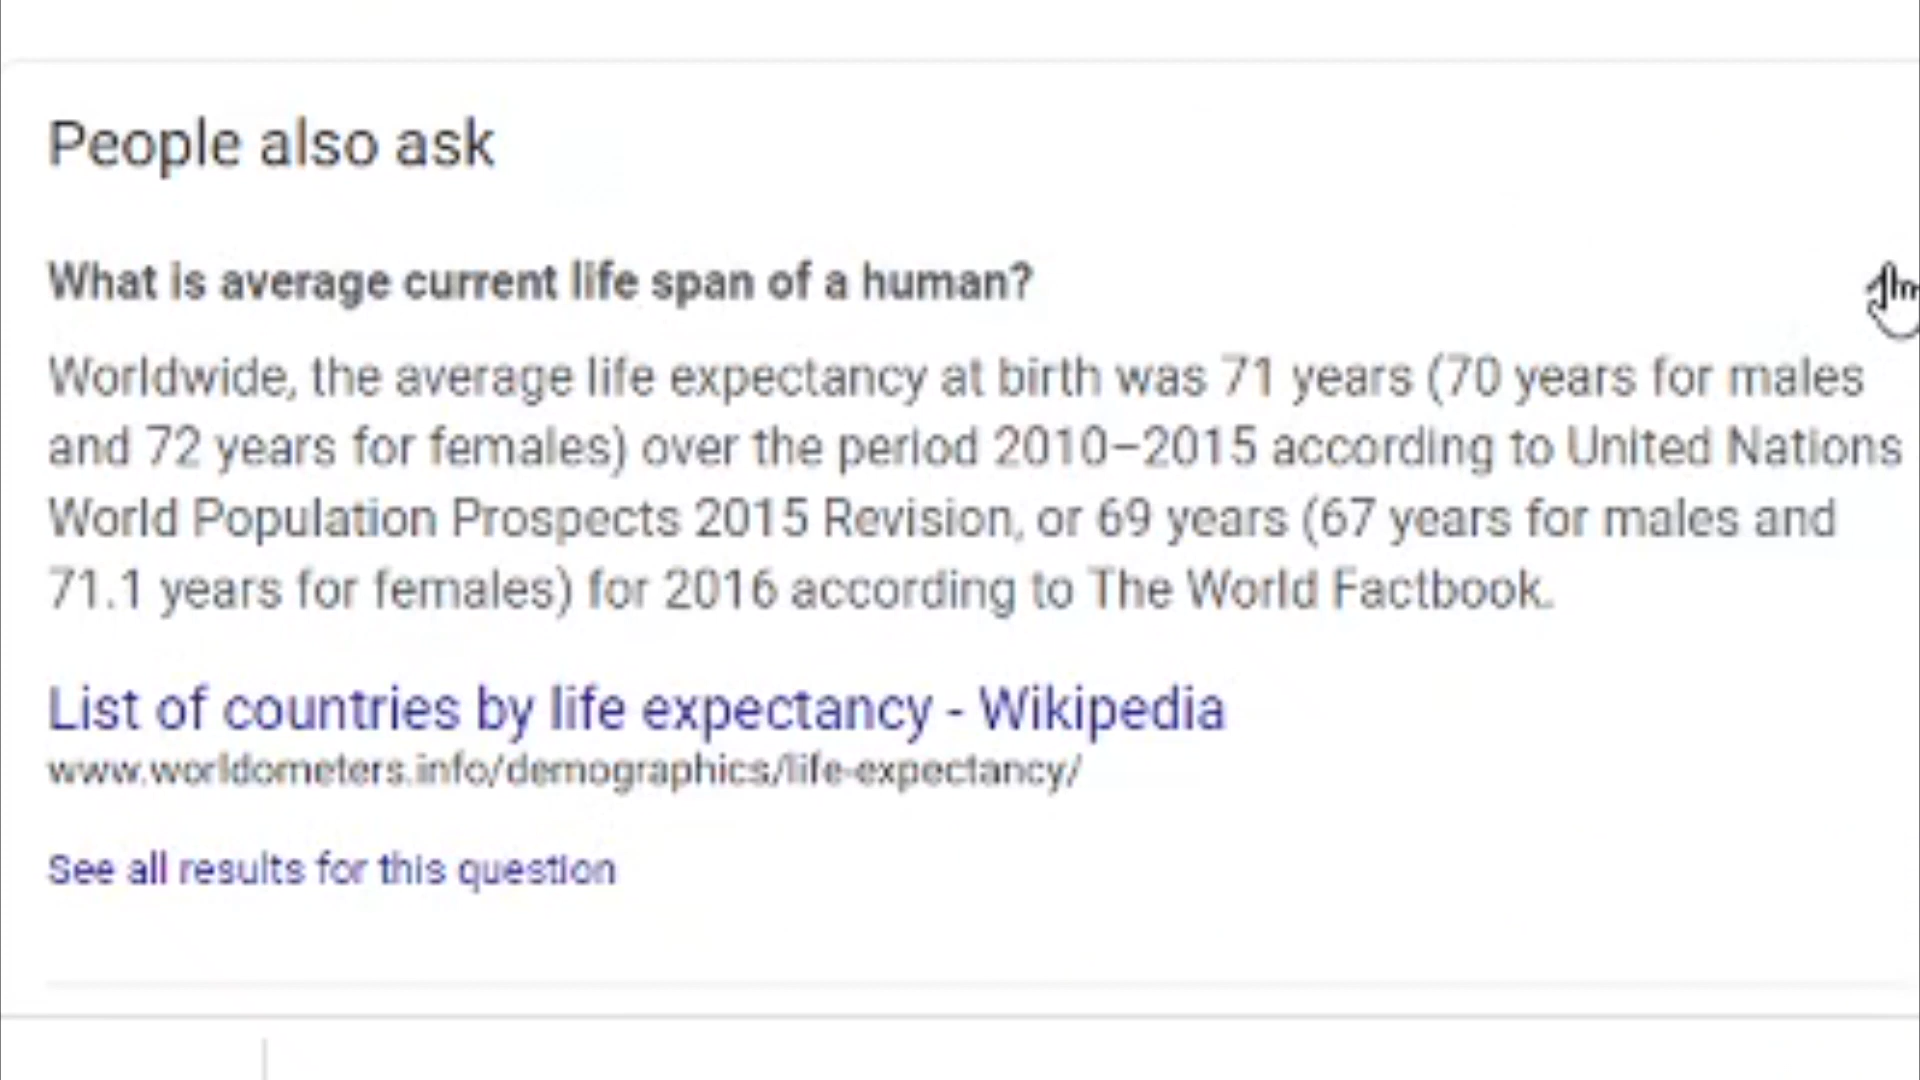 People also ask
What is average current life span of a human?
Worldwide, the average life expectancy at birth was 71 years (70 years for males
and 72 years for females) over the period 2010–2015 according to United Nations
World Population Prospects 2015 Revision, or 69 years (67 years for males and
71.1 years for females) for 2016 according to The World Factbook.
List of countries by life expectancy - Wikipedia
www.worldometers.info/demographics/life-expectancy/
See all results for this question